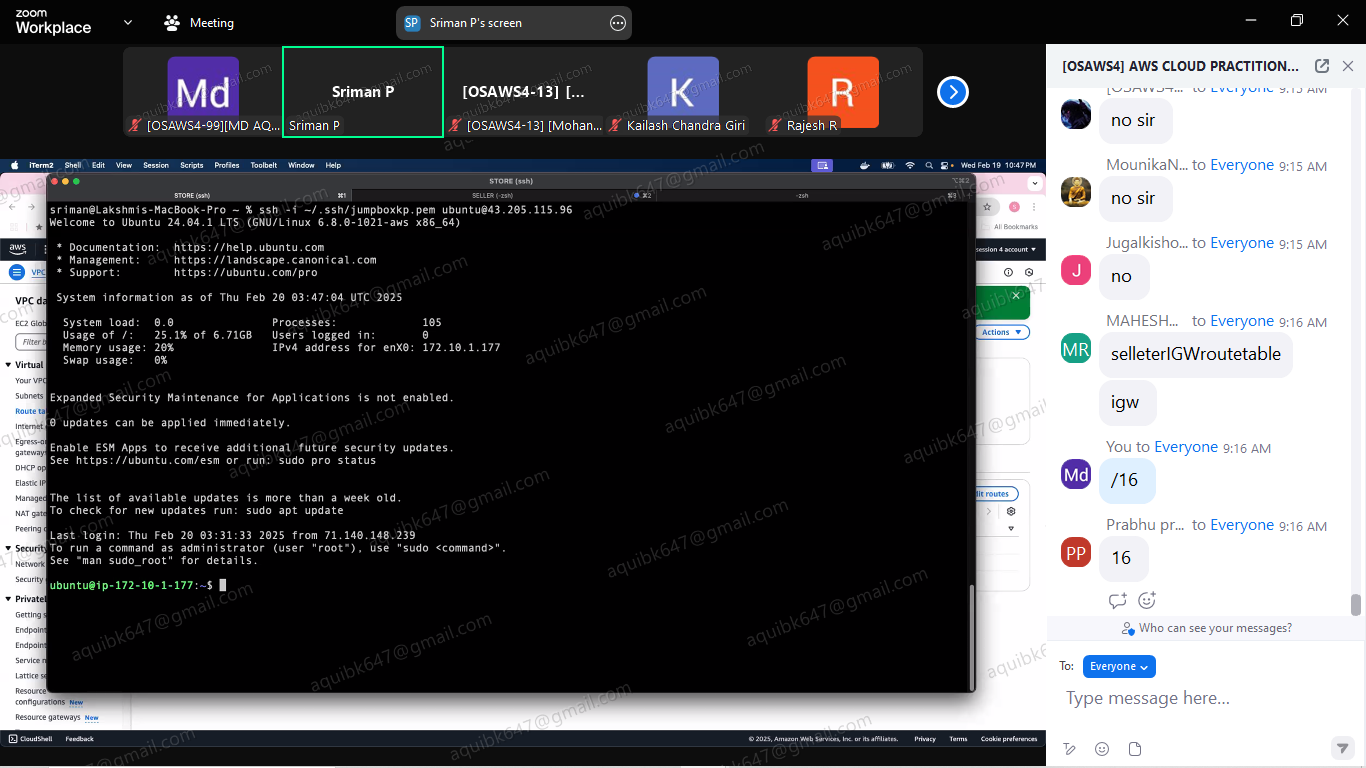 zoom
Workplace
Meeting
SP
Sriman P's screen
Md
[OSAWS4-99][MD AQ...
Sriman P
Sriman P
[OSAWS4-13] [...
[OSAWS4-13] [Mohan...
K
Kailash Chandra Giri
R
Rajesh R
iTerm2 Shell Edit View Session Scripts Profiles Toolbelt Window Help
Wed Feb 19 10:47 PM
STORE (ssh)
⌥⌘2
STORE (ssh) ⌘1
SELLER (-zsh) ⌘2
-zsh ⌘3
sriman@Lakshmis-MacBook-Pro ~ % ssh -i ~/.ssh/jumpboxkp.pem ubuntu@43.205.115.96
Welcome to Ubuntu 24.04.1 LTS (GNU/Linux 6.8.0-1021-aws x86_64)
* Documentation: https://help.ubuntu.com
* Management: https://landscape.canonical.com
* Support: https://ubuntu.com/pro
System information as of Thu Feb 20 03:47:04 UTC 2025
System load: 0.0 Processes: 105
Usage of /: 25.1% of 6.71GB Users logged in: 0
Memory usage: 20% IPv4 address for enX0: 172.10.1.177
Swap usage: 0%
Expanded Security Maintenance for Applications is not enabled.
0 updates can be applied immediately.
Enable ESM Apps to receive additional future security updates.
See https://ubuntu.com/esm or run: sudo pro status
The list of available updates is more than a week old.
To check for new updates run: sudo apt update
Last login: Thu Feb 20 03:31:33 2025 from 71.140.148.239
To run a command as administrator (user "root"), use "sudo <command>".
See "man sudo_root" for details.
ubuntu@ip-172-10-1-177:~$
All Bookmarks
aws
session 4 account
VPC
VPC da
EC2 Glob
Filter b
Virtual
Your VPC
Subnets
Route ta
Internet
Egress-o
gateway
DHCP op
Elastic IP
Managed
NAT gate
Peering
Security
Network
Security
PrivateL
Getting s
Endpoint
Endpoint
Service n
Lattice se
Resource
configurations New
Resource gateways New
Actions
dit routes
CloudShell Feedback
© 2025, Amazon Web Services, Inc. or its affiliates. Privacy Terms Cookie preferences
[OSAWS4] AWS CLOUD PRACTITION...
[OSAWS4... to Everyone 9:15 AM
no sir
MounikaN... to Everyone 9:15 AM
no sir
Jugalkisho... to Everyone 9:15 AM
J
no
MAHESH... to Everyone 9:16 AM
MR
selleterIGWroutetable
igw
You to Everyone 9:16 AM
Md
/16
Prabhu pr... to Everyone 9:16 AM
PP
16
Who can see your messages?
To: Everyone
Type message here...
aquibk647@gmail.com